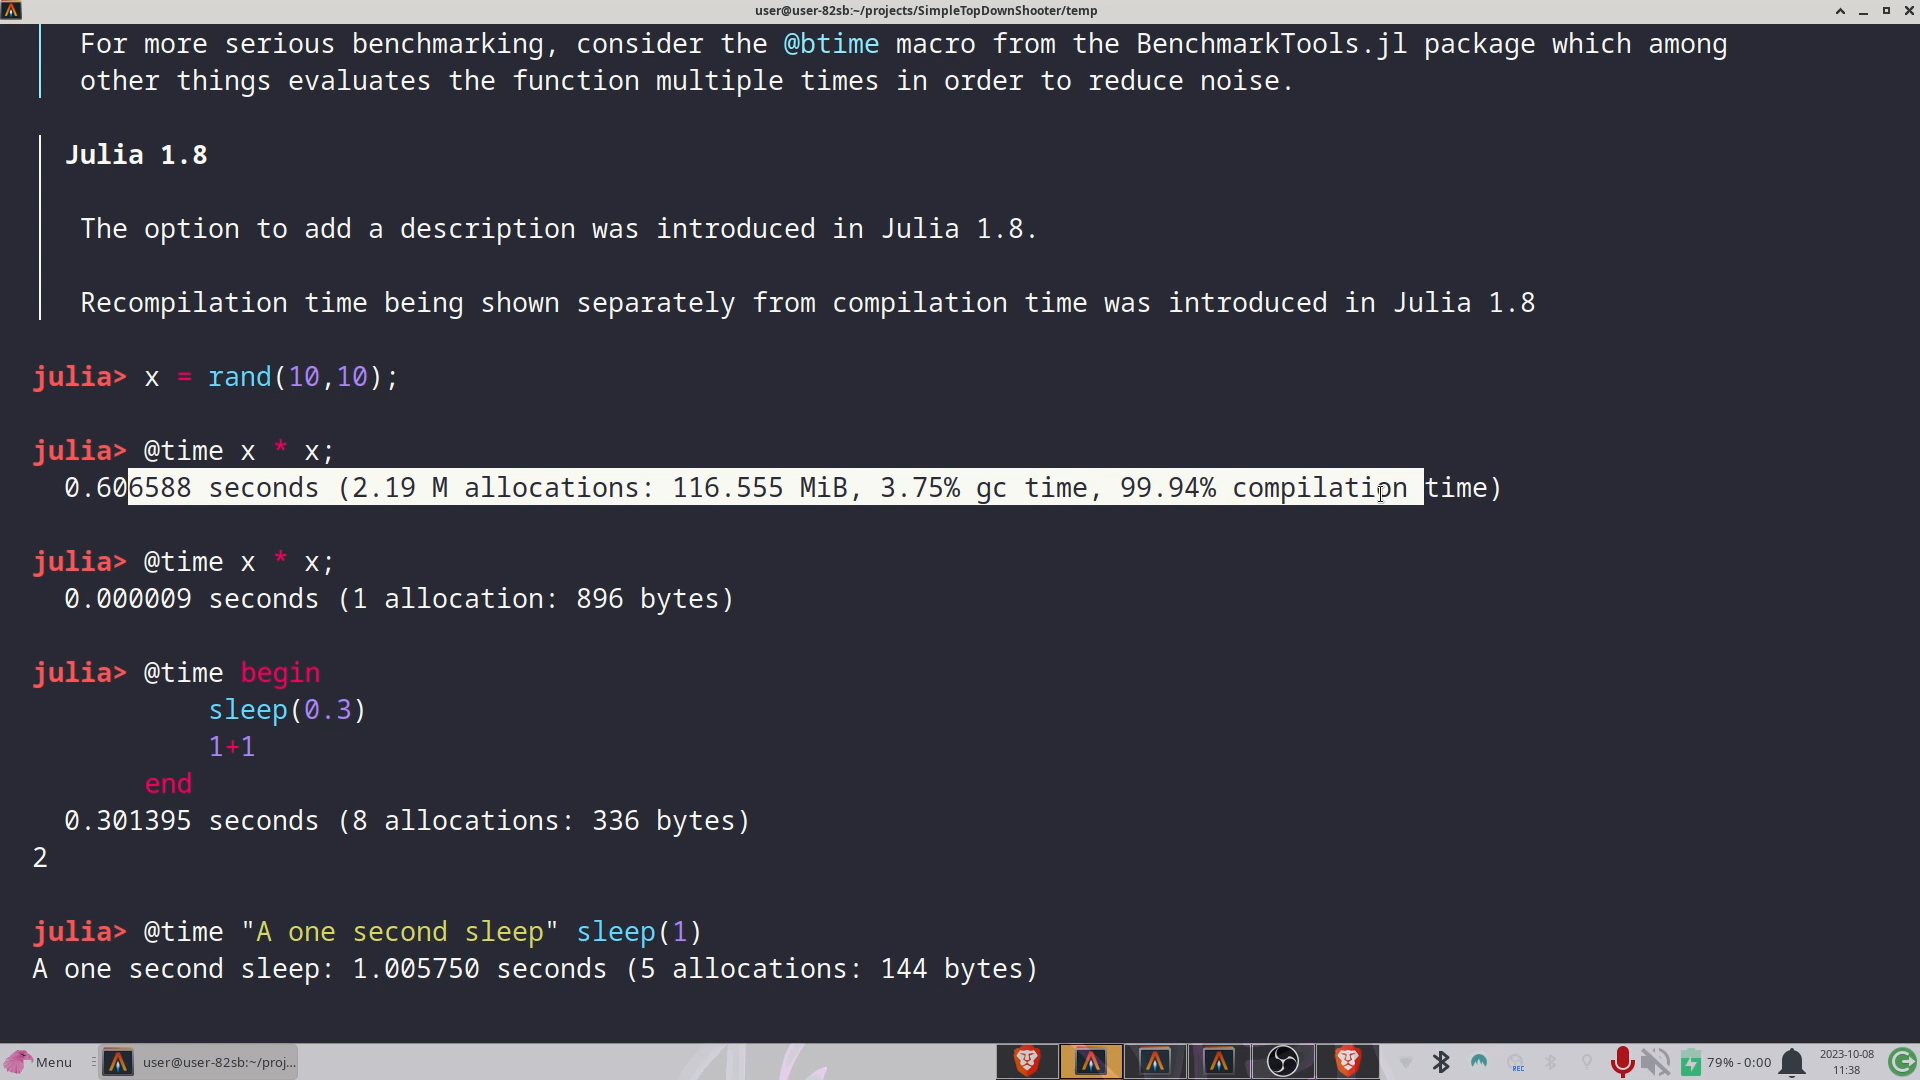 user@user-82sb:~/projects/SimpleTopDownShooter/temp
For more serious benchmarking, consider the @btime macro from the BenchmarkTools.jl package which among
other things evaluates the function multiple times in order to reduce noise.
Julia 1.8
The option to add a description was introduced in Julia 1.8.
Recompilation time being shown separately from compilation time was introduced in Julia 1.8
julia> x = rand(10,10);
julia> @time x * x;
0.606588 seconds (2.19 M allocations: 116.555 MiB, 3.75% gc time, 99.94% compilation time)
julia> @time x * x;
0.000009 seconds (1 allocation: 896 bytes)
julia> @time begin
sleep(0.3)
1+1
end
0.301395 seconds (8 allocations: 336 bytes)
2
julia> @time "A one second sleep" sleep(1)
A one second sleep: 1.005750 seconds (5 allocations: 144 bytes)
Menu
user@user-82sb:~/proj...
REC
79% - 0:00
2023-10-08
11:38